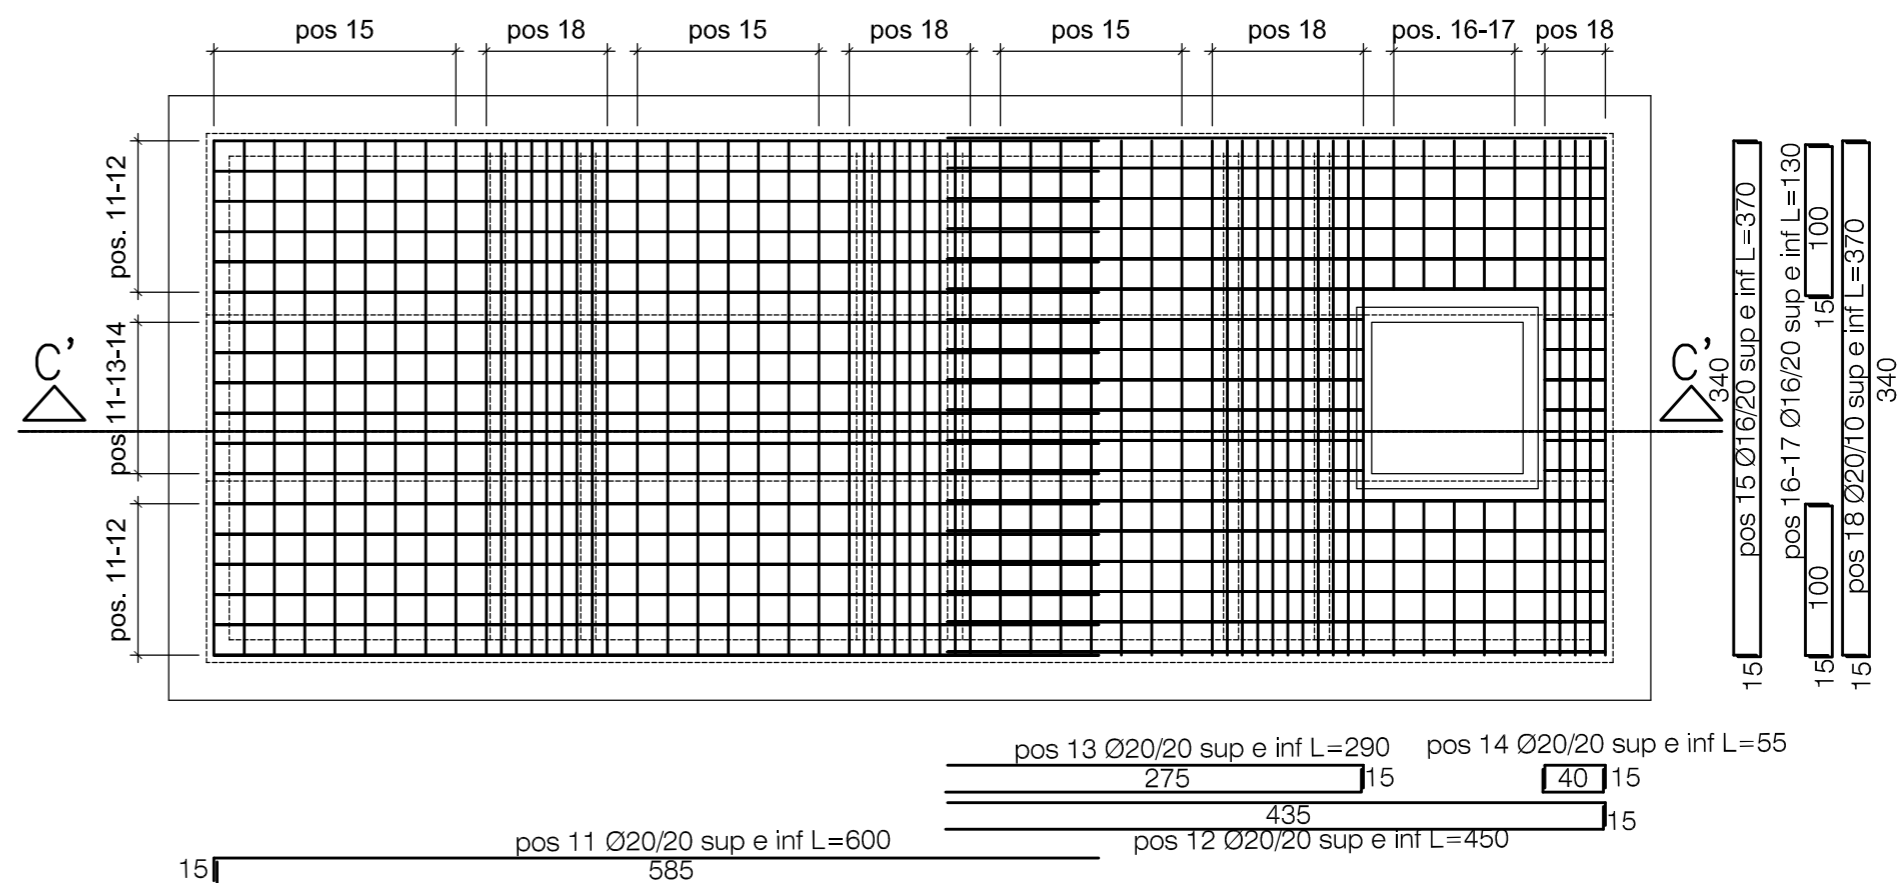 pos 15
pos 18
pos 15
pos 18
pos 15
pos 18
pos. 16-17
pos 18
pos. 11-12
pos 11-13-14
pos. 11-12
C'
C'
340
pos 15 Ø16/20 sup e inf L=370
15
pos 16-17 Ø16/20 sup e inf L=130
100
15
100
15
pos 18 Ø20/10 sup e inf L=370
15
340
pos 13 Ø20/20 sup e inf L=290
275
15
pos 14 Ø20/20 sup e inf L=55
40
15
435
15
pos 12 Ø20/20 sup e inf L=450
pos 11 Ø20/20 sup e inf L=600
15
585